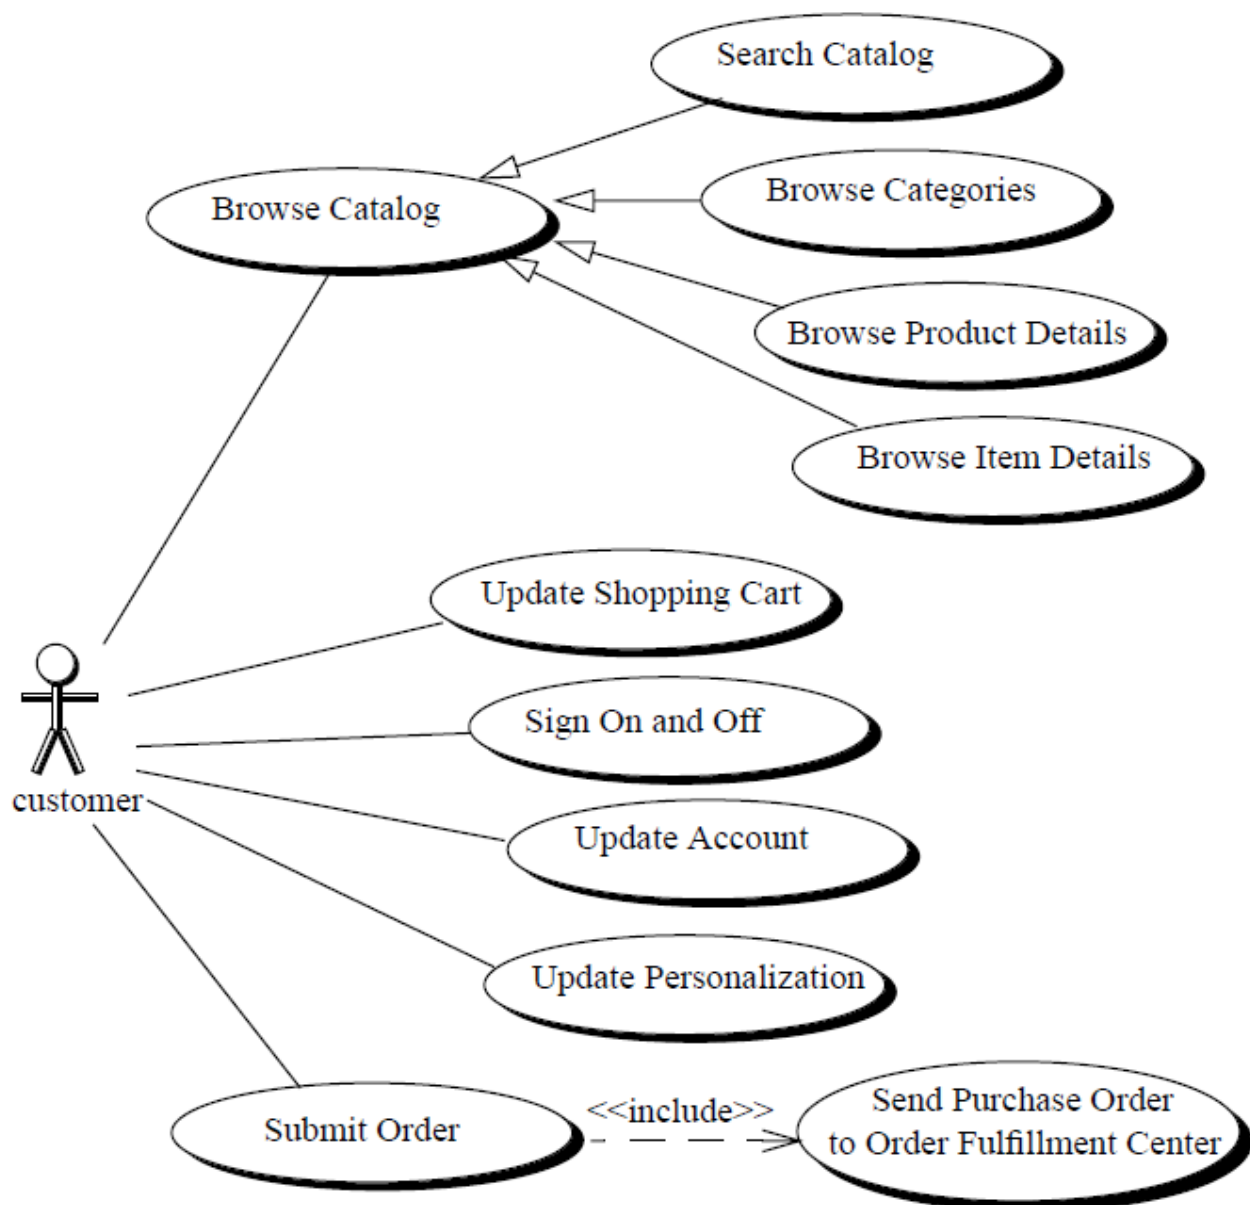 Search Catalog
Browse Categories
Browse Catalog
Browse Product Details
Browse Item Details
Update Shopping Cart
Sign On and Off
customer
Update Account
Update Personalization
Submit Order
<<include>>
Send Purchase Order
to Order Fulfillment Center